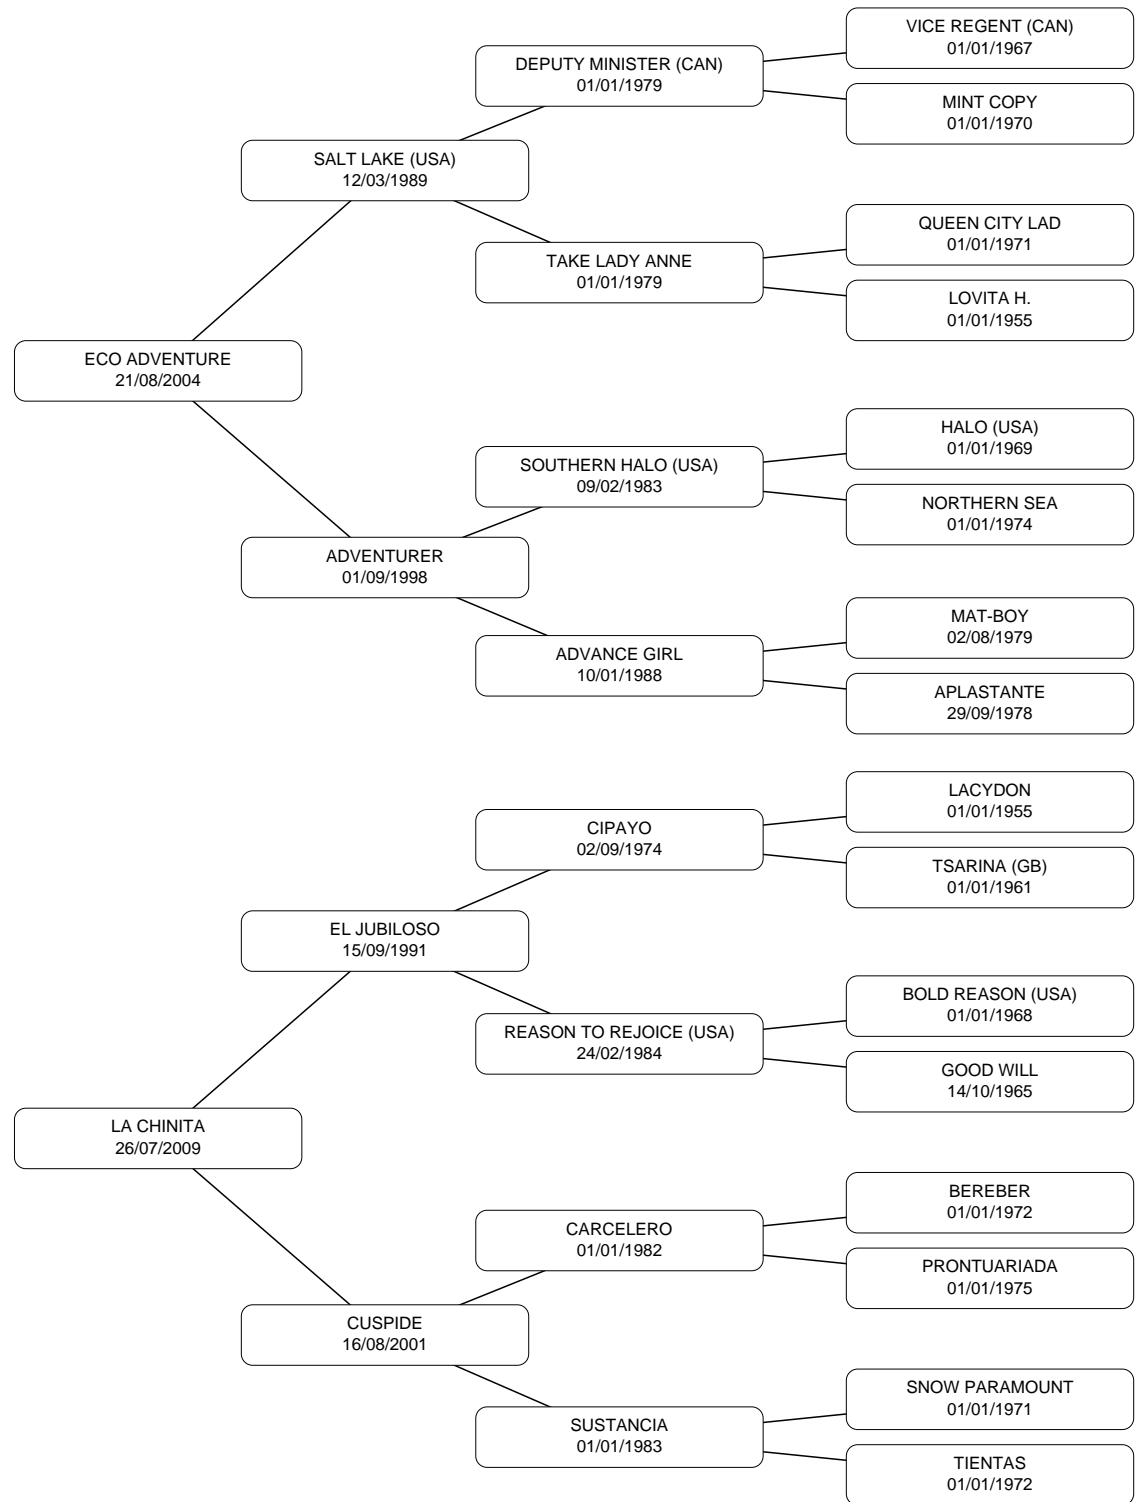 VICE REGENT (CAN)
01/01/1967
DEPUTY MINISTER (CAN)
01/01/1979
MINT COPY
01/01/1970
SALT LAKE (USA)
12/03/1989
QUEEN CITY LAD
01/01/1971
TAKE LADY ANNE
01/01/1979
LOVITA H.
01/01/1955
ECO ADVENTURE
21/08/2004
HALO (USA)
01/01/1969
SOUTHERN HALO (USA)
09/02/1983
NORTHERN SEA
01/01/1974
ADVENTURER
01/09/1998
MAT-BOY
02/08/1979
ADVANCE GIRL
10/01/1988
APLASTANTE
29/09/1978
LACYDON
01/01/1955
CIPAYO
02/09/1974
TSARINA (GB)
01/01/1961
EL JUBILOSO
15/09/1991
BOLD REASON (USA)
01/01/1968
REASON TO REJOICE (USA)
24/02/1984
GOOD WILL
14/10/1965
LA CHINITA
26/07/2009
BEREBER
01/01/1972
CARCELERO
01/01/1982
PRONTUARIADA
01/01/1975
CUSPIDE
16/08/2001
SNOW PARAMOUNT
01/01/1971
SUSTANCIA
01/01/1983
TIENTAS
01/01/1972